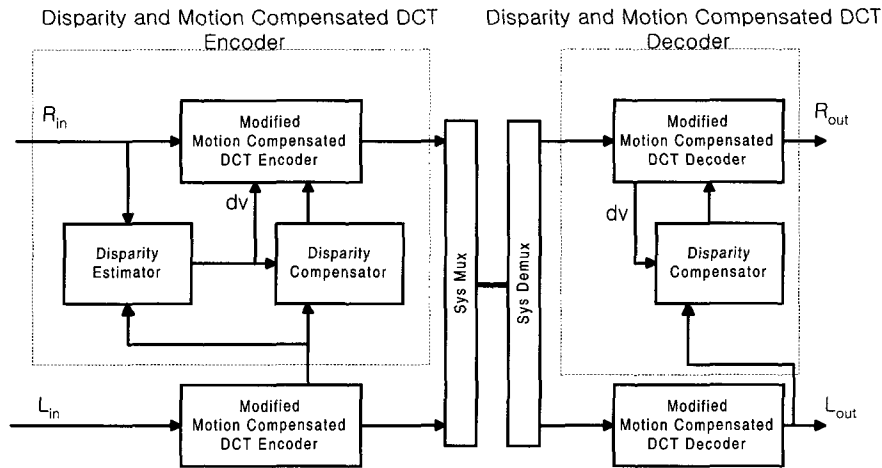 Disparity and Motion Compensated DCT
Encoder
Disparity and Motion Compensated DCT
Decoder
R_in
Modified
Motion Compensated
DCT Encoder
dv
Disparity
Estimator
Disparity
Compensator
L_in
Modified
Motion Compensated
DCT Encoder
Sys Mux
Sys Demux
Modified
Motion Compensated
DCT Decoder
R_out
dv
Disparity
Compensator
Modified
Motion Compensated
DCT Decoder
L_out